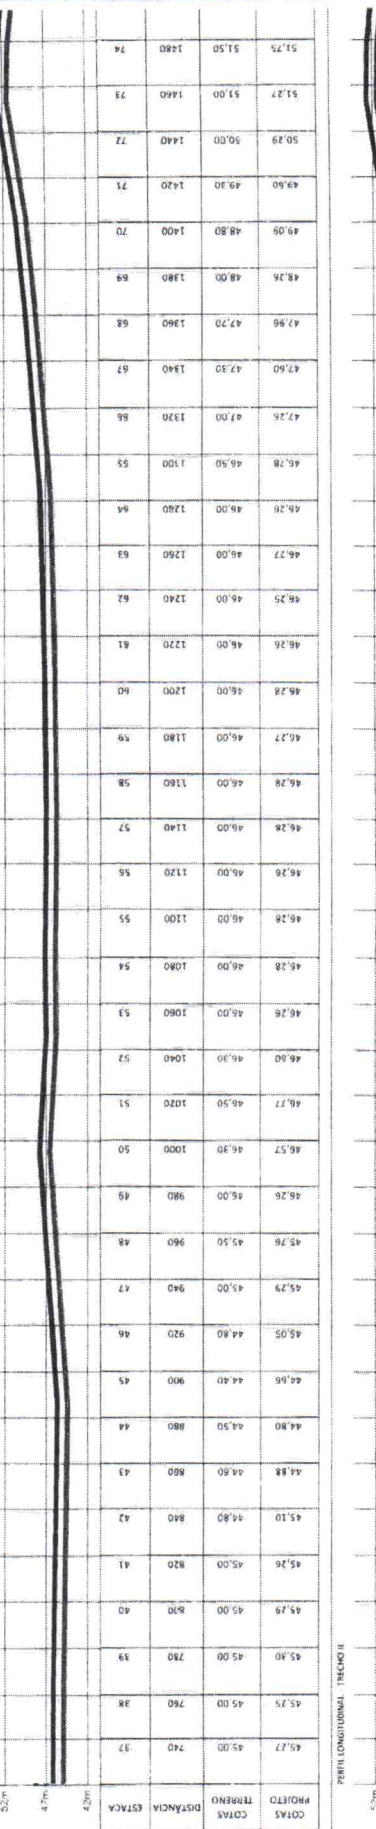 COTAS PROJETO COTAS TERRENO DISTÂNCIA ESTACA 42m 47m 52m
45,27 45,00 740 37
45,25 45,00 760 38
45,30 45,00 780 39
45,29 45,00 800 40
45,26 45,00 820 41
45,10 44,80 840 42
44,88 44,60 860 43
44,80 44,50 880 44
44,66 44,40 900 45
45,05 44,80 920 46
45,29 45,00 940 47
45,76 45,50 960 48
46,26 46,00 980 49
46,57 46,30 1000 50
46,77 46,50 1020 51
46,60 46,30 1040 52
46,26 46,00 1060 53
46,28 46,00 1080 54
46,28 46,00 1100 55
46,26 46,00 1120 56
46,28 46,00 1140 57
46,28 46,00 1160 58
46,27 46,00 1180 59
46,28 46,00 1200 60
46,26 46,00 1220 61
46,25 46,00 1240 62
46,27 46,00 1260 63
46,26 46,00 1280 64
46,78 46,50 1300 65
47,26 47,00 1320 66
47,60 47,30 1340 67
47,96 47,70 1360 68
48,26 48,00 1380 69
49,09 48,80 1400 70
49,60 49,30 1420 71
50,29 50,00 1440 72
51,27 51,00 1460 73
51,75 51,50 1480 74
PERFIL LONGITUDINAL - TRECHO II
52m